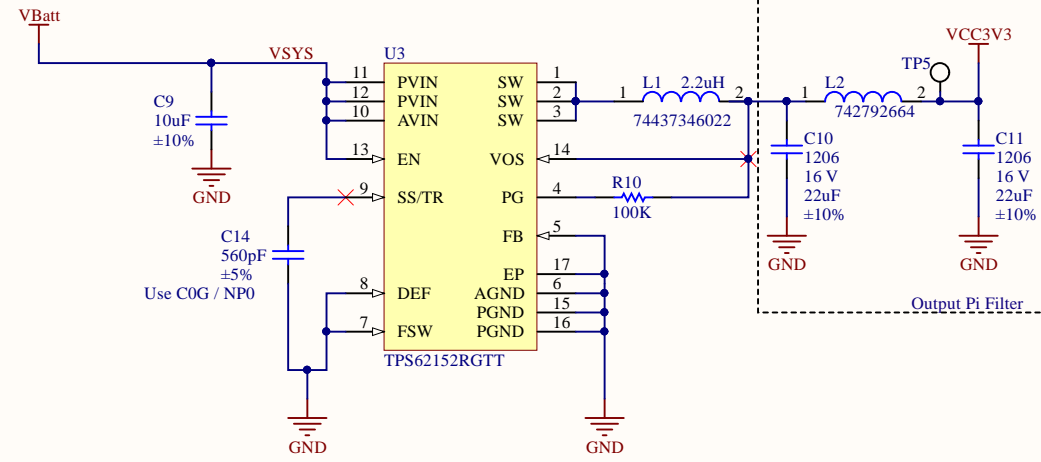 VBatt
VSYS
C9
10uF
±10%
GND
C14
560pF
±5%
Use C0G / NP0
GND
U3
11 PVIN SW 1
12 PVIN SW 2
10 AVIN SW 3
13 EN VOS 14
9 SS/TR PG 4
FB 5
EP 17
8 DEF AGND 6
PGND 15
7 FSW PGND 16
TPS62152RGTT
GND
L1 2.2uH
1 2
74437346022
R10
100K
L2
1 2
742792664
TP5
VCC3V3
C10
1206
16 V
22uF
±10%
GND
C11
1206
16 V
22uF
±10%
GND
Output Pi Filter